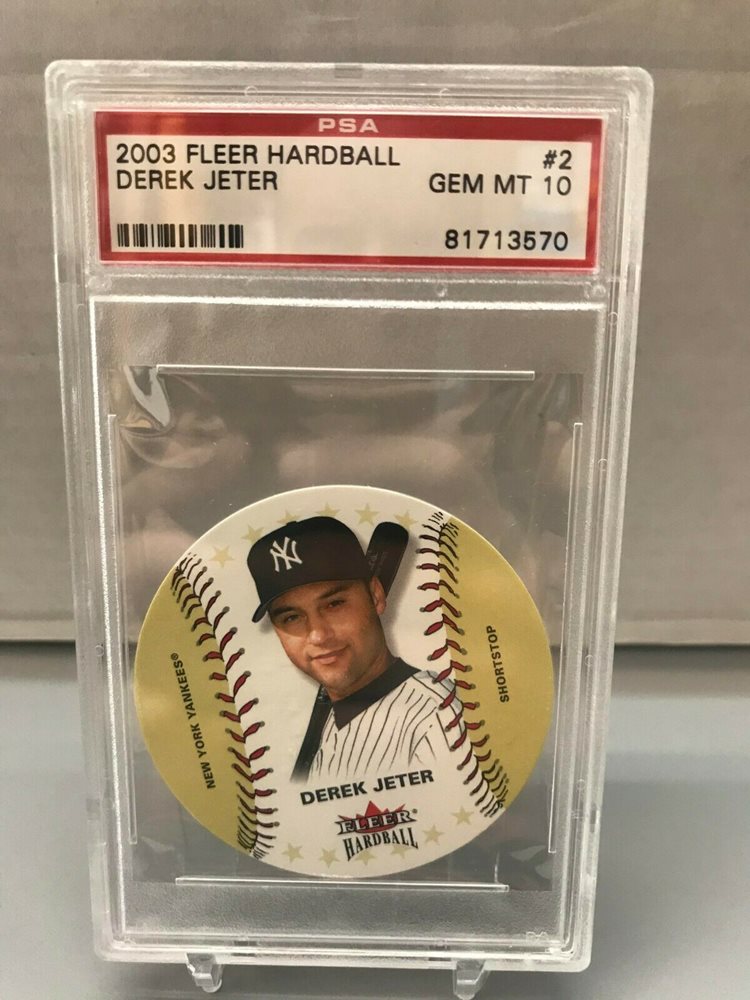 PSA
2003 FLEER HARDBALL #2
DEREK JETER GEM MT 10
81713570
NY
NEW YORK YANKEES®
SHORTSTOP
DEREK JETER
FLEER®
HARDBALL